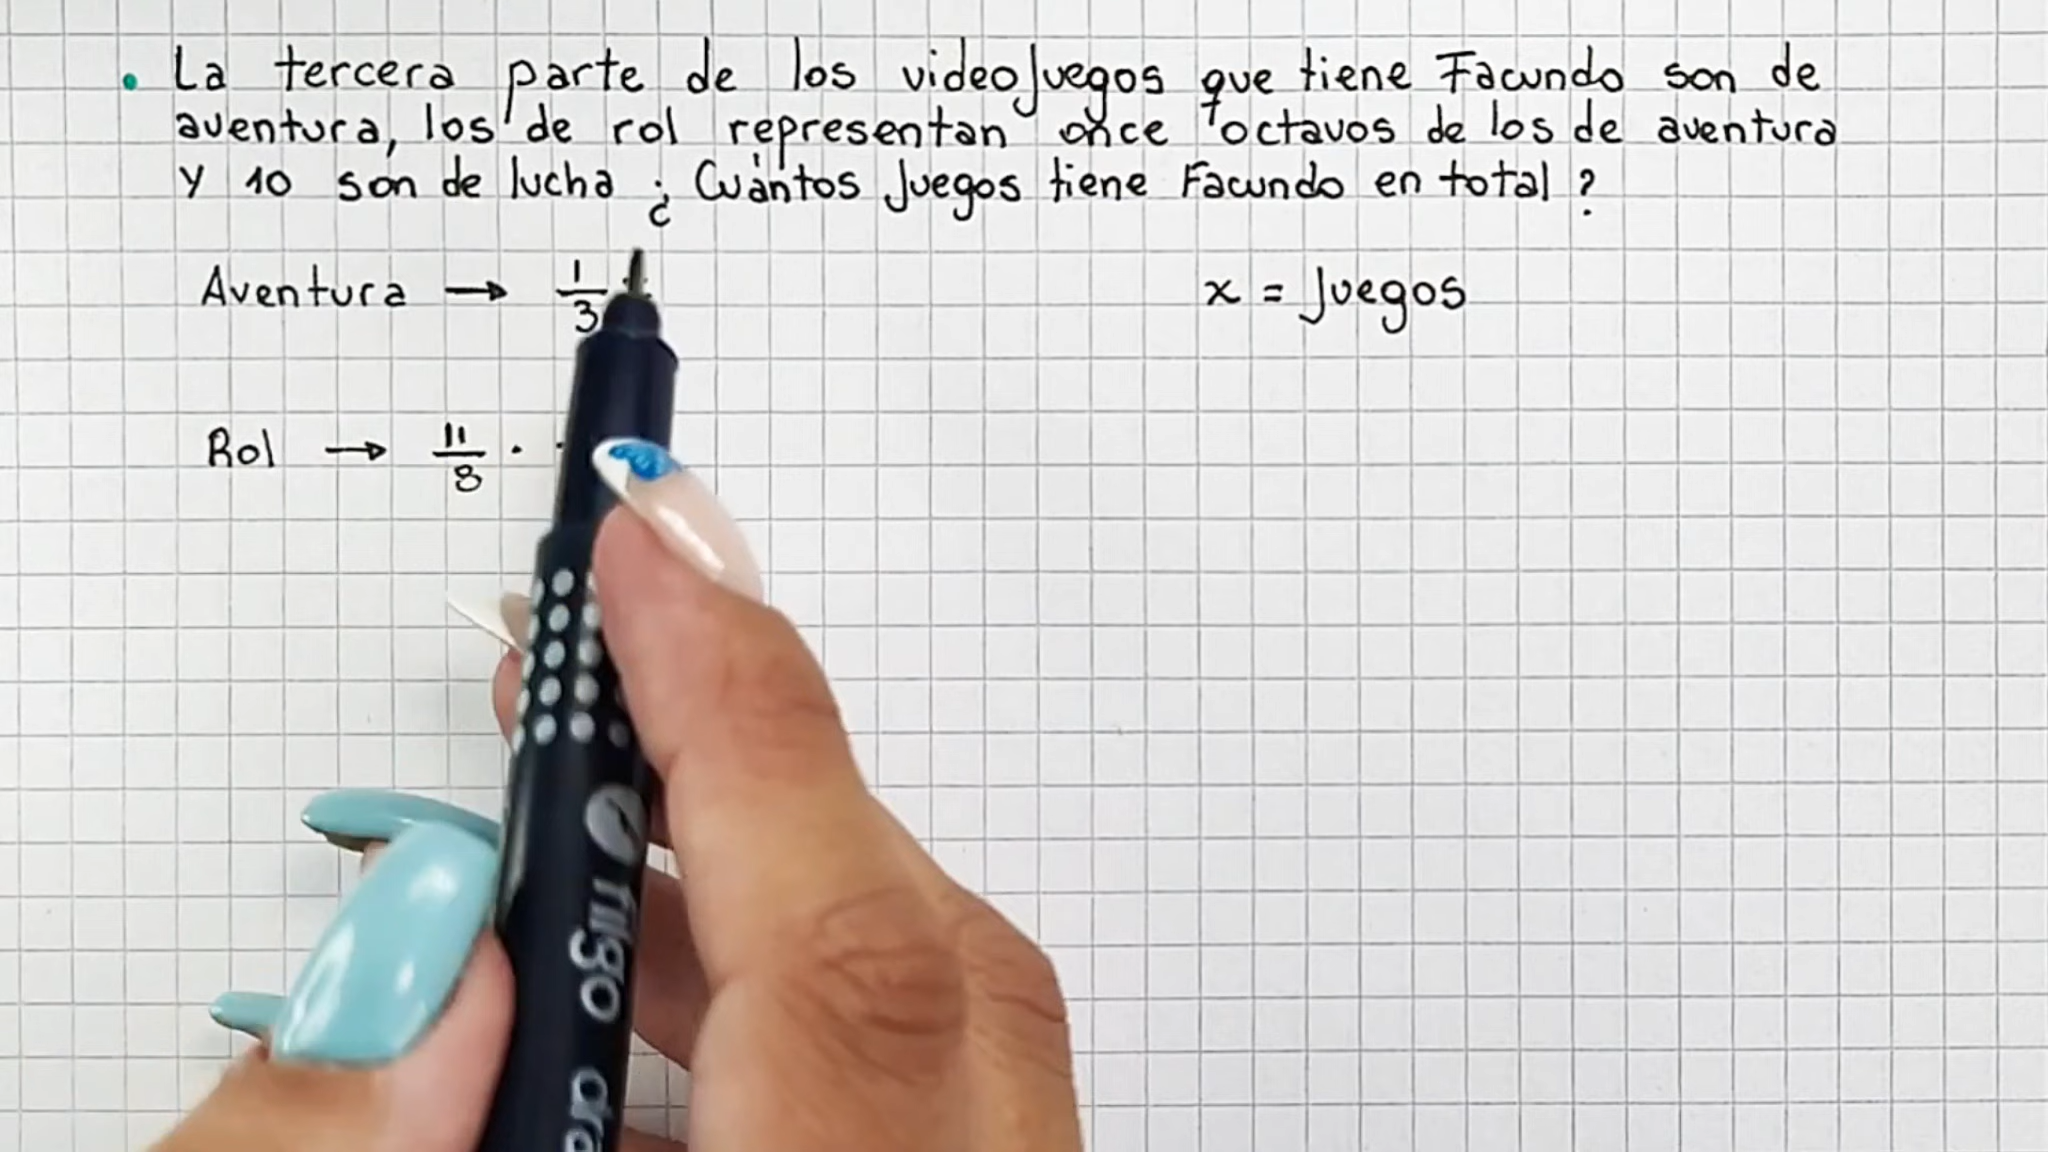 • La tercera parte de los videojuegos que tiene Facundo son de
aventura, los de rol representan once octavos de los de aventura
y 10 son de lucha ¿ Cuántos juegos tiene Facundo en total ?
Aventura → 1/3
x = juegos
Rol → 11/8 ·
filgo